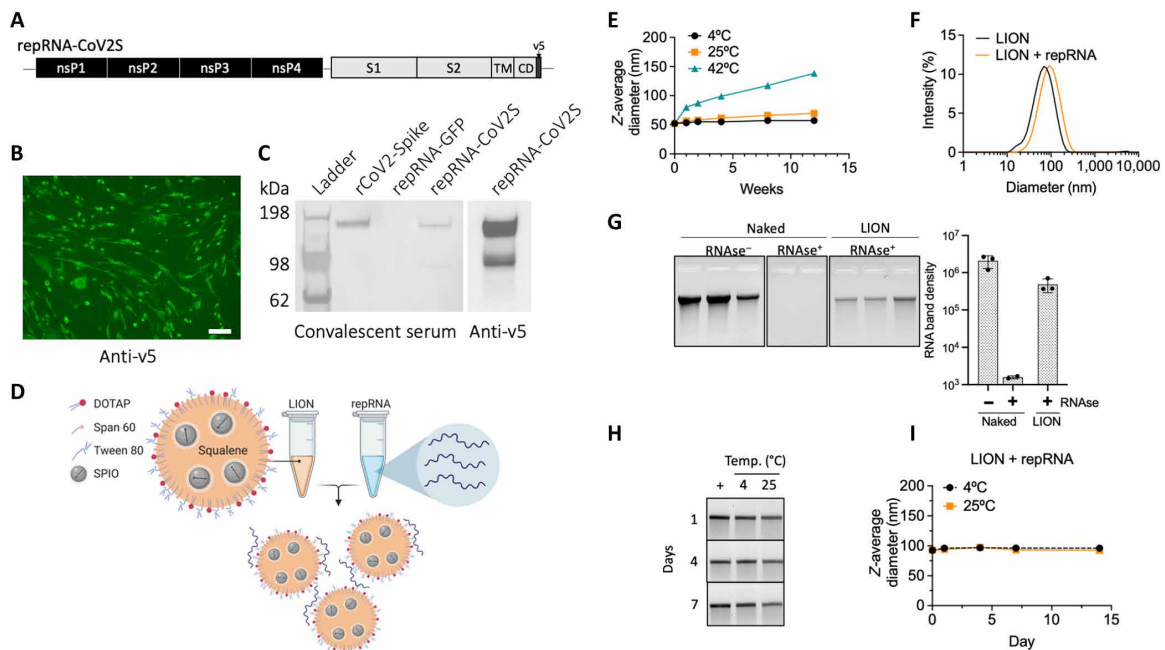 A
repRNA-CoV2S
v5
nsP1 nsP2 nsP3 nsP4 S1 S2 TM CD
B
Anti-v5
C
Ladder
rCoV2-Spike
repRNA-GFP
repRNA-CoV2S
repRNA-CoV2S
kDa
198
98
62
Convalescent serum
Anti-v5
D
DOTAP
Span 60
Tween 80
SPIO
Squalene
LION
repRNA
E
4ºC
25ºC
42ºC
Z-average
diameter (nm)
200
150
100
50
0
0 5 10 15
Weeks
F
LION
LION + repRNA
Intensity (%)
15
10
5
0
1 10 100 1,000 10,000
Diameter (nm)
G
Naked LION
RNAse⁻ RNAse⁺ RNAse⁺
RNA band density
10⁷
10⁶
10⁵
10⁴
10³
− + + RNAse
Naked LION
H
Temp. (°C)
+ 4 25
Days
1
4
7
I
LION + repRNA
4ºC
25ºC
Z-average
diameter (nm)
200
150
100
50
0
0 5 10 15
Day